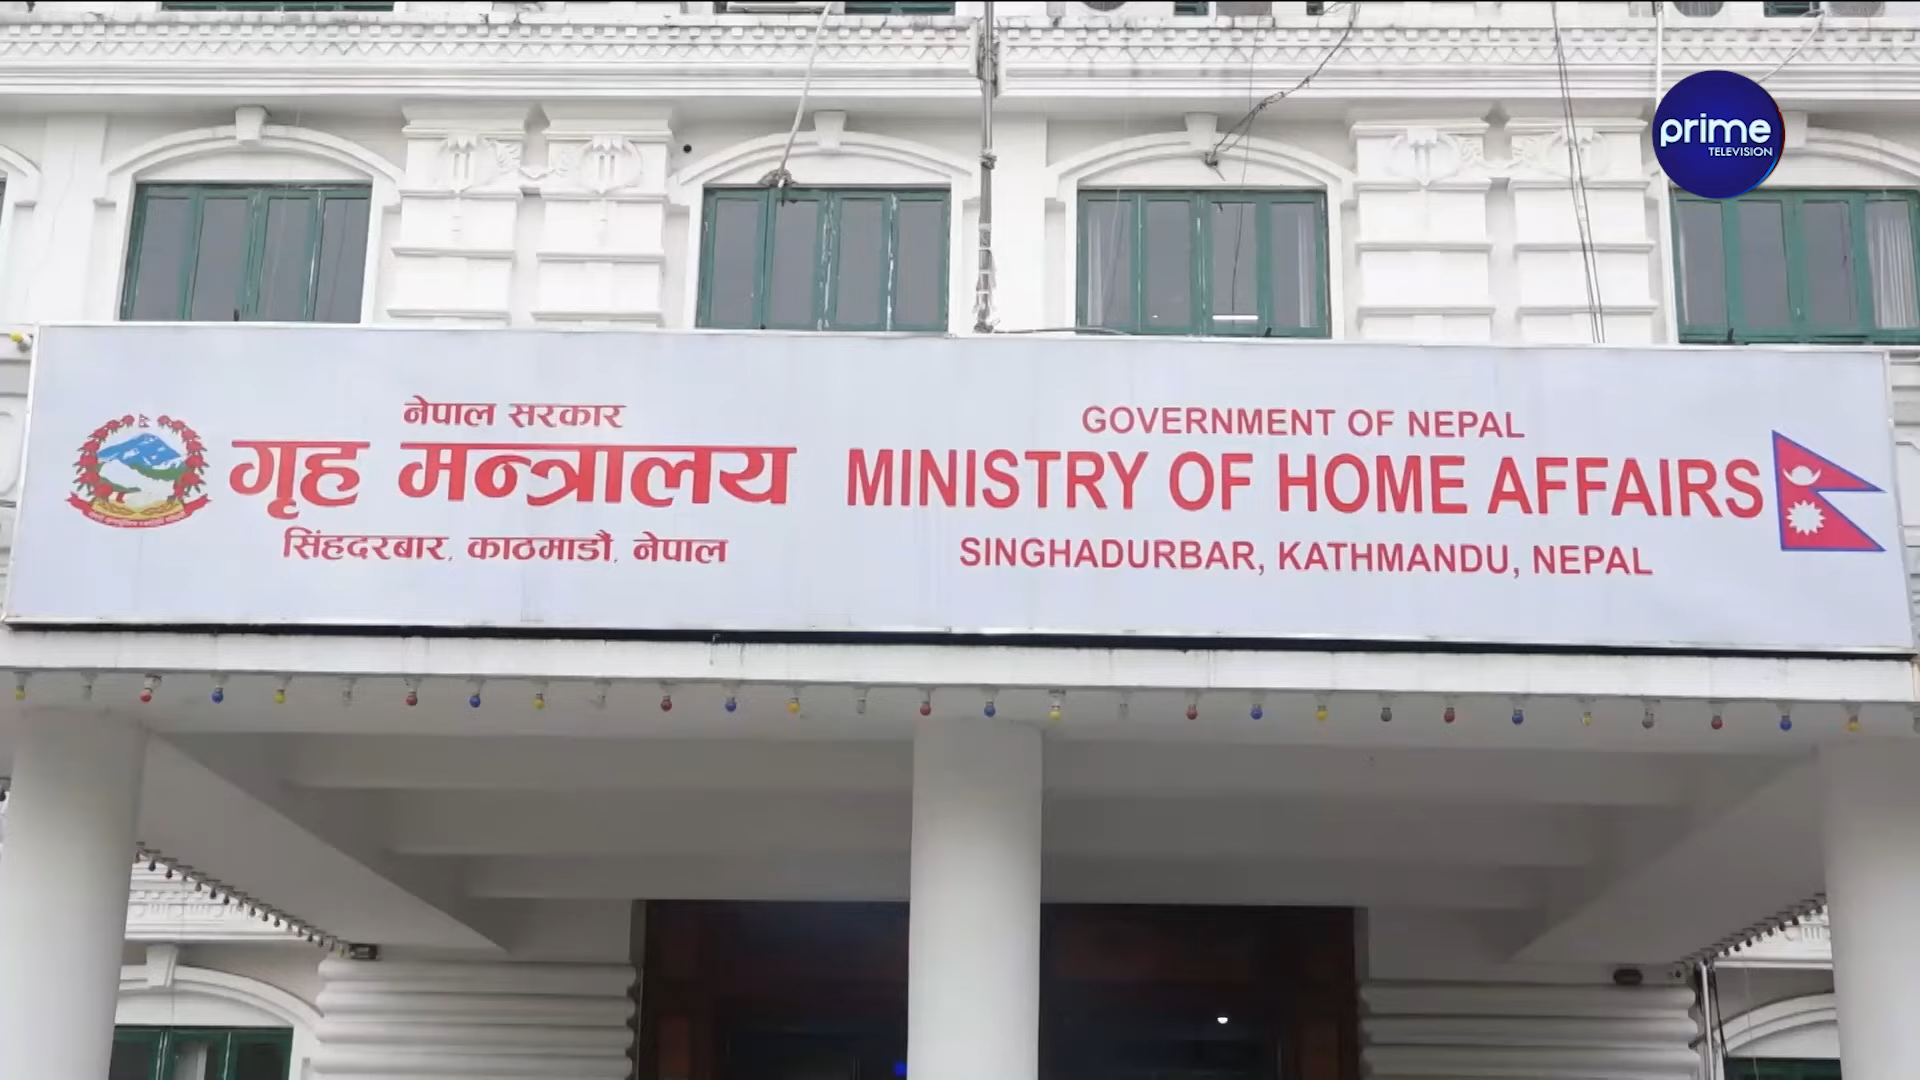 prime
TELEVISION
नेपाल सरकार
गृह मन्त्रालय
सिंहदरबार, काठमाडौं, नेपाल
GOVERNMENT OF NEPAL
MINISTRY OF HOME AFFAIRS
SINGHADURBAR, KATHMANDU, NEPAL